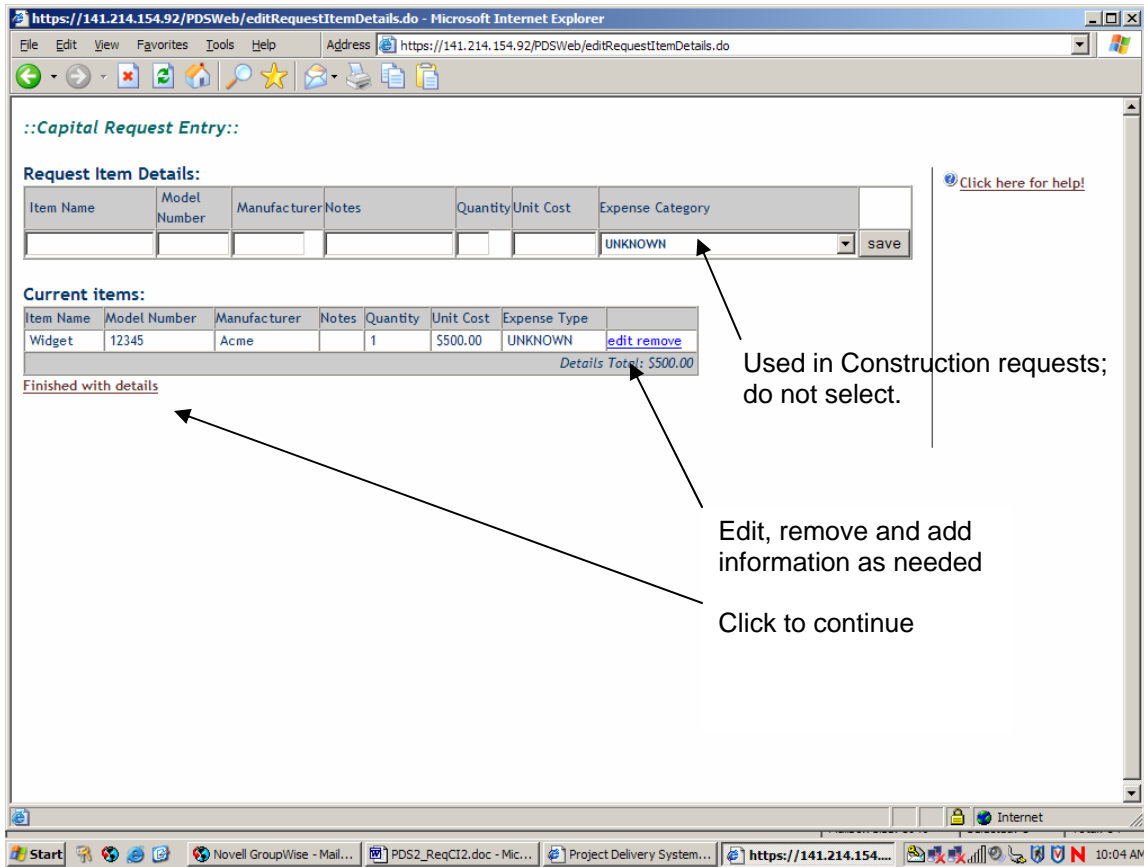 https://141.214.154.92/PDSWeb/editRequestItemDetails.do - Microsoft Internet Explorer
File Edit View Favorites Tools Help Address https://141.214.154.92/PDSWeb/editRequestItemDetails.do
::Capital Request Entry::
Request Item Details:
Click here for help!
Item Name Model Number Manufacturer Notes Quantity Unit Cost Expense Category
UNKNOWN save
Current items:
Item Name Model Number Manufacturer Notes Quantity Unit Cost Expense Type
Widget 12345 Acme 1 $500.00 UNKNOWN edit remove
Details Total: $500.00
Finished with details
Used in Construction requests;
do not select.
Edit, remove and add
information as needed
Click to continue
Internet
Start Novell GroupWise - Mail... PDS2_ReqCI2.doc - Mic... Project Delivery System... https://141.214.154.... 10:04 AM